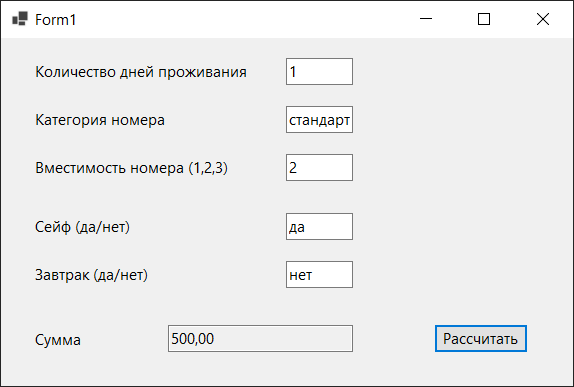 Form1
Количество дней проживания 1
Категория номера стандарт
Вместимость номера (1,2,3) 2
Сейф (да/нет) да
Завтрак (да/нет) нет
Сумма 500,00 Рассчитать